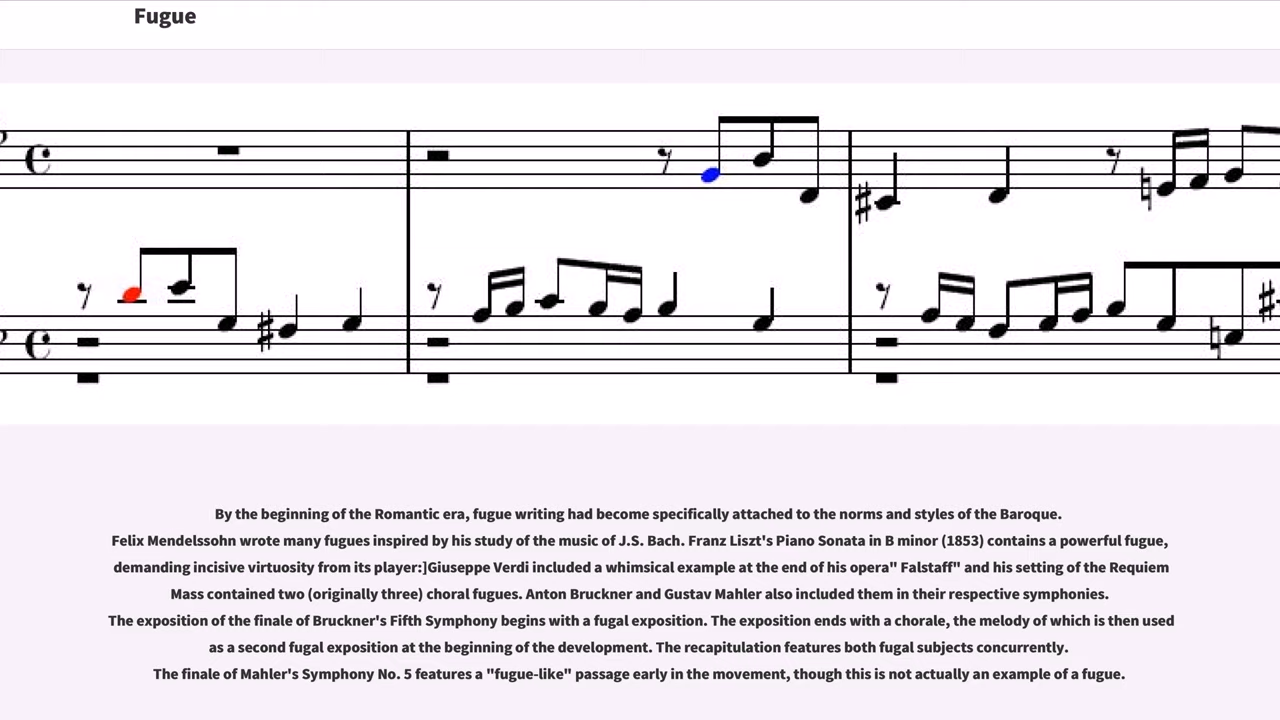 Fugue
By the beginning of the Romantic era, fugue writing had become specifically attached to the norms and styles of the Baroque.
Felix Mendelssohn wrote many fugues inspired by his study of the music of J.S. Bach. Franz Liszt's Piano Sonata in B minor (1853) contains a powerful fugue,
demanding incisive virtuosity from its player:]Giuseppe Verdi included a whimsical example at the end of his opera" Falstaff" and his setting of the Requiem
Mass contained two (originally three) choral fugues. Anton Bruckner and Gustav Mahler also included them in their respective symphonies.
The exposition of the finale of Bruckner's Fifth Symphony begins with a fugal exposition. The exposition ends with a chorale, the melody of which is then used
as a second fugal exposition at the beginning of the development. The recapitulation features both fugal subjects concurrently.
The finale of Mahler's Symphony No. 5 features a "fugue-like" passage early in the movement, though this is not actually an example of a fugue.